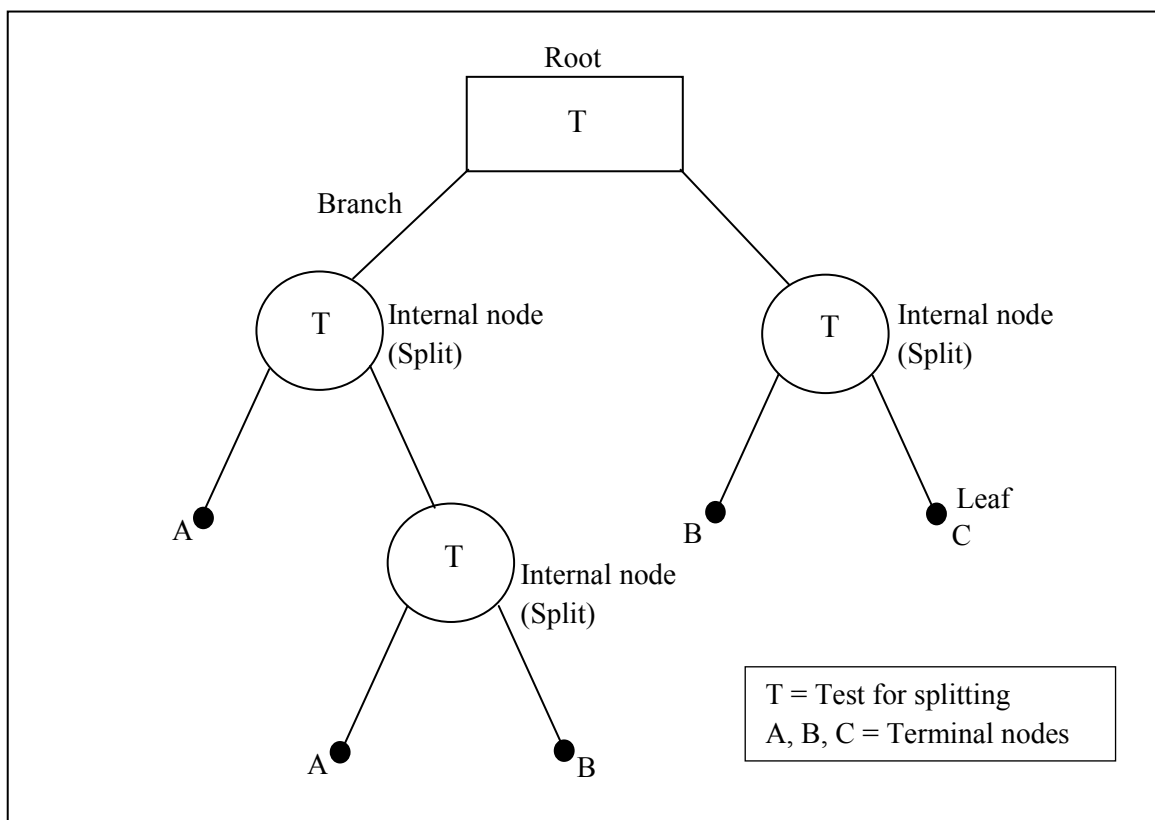 Root
T
Branch
T
Internal node
(Split)
T
Internal node
(Split)
A
B
Leaf
C
T
Internal node
(Split)
A
B
T = Test for splitting
A, B, C = Terminal nodes